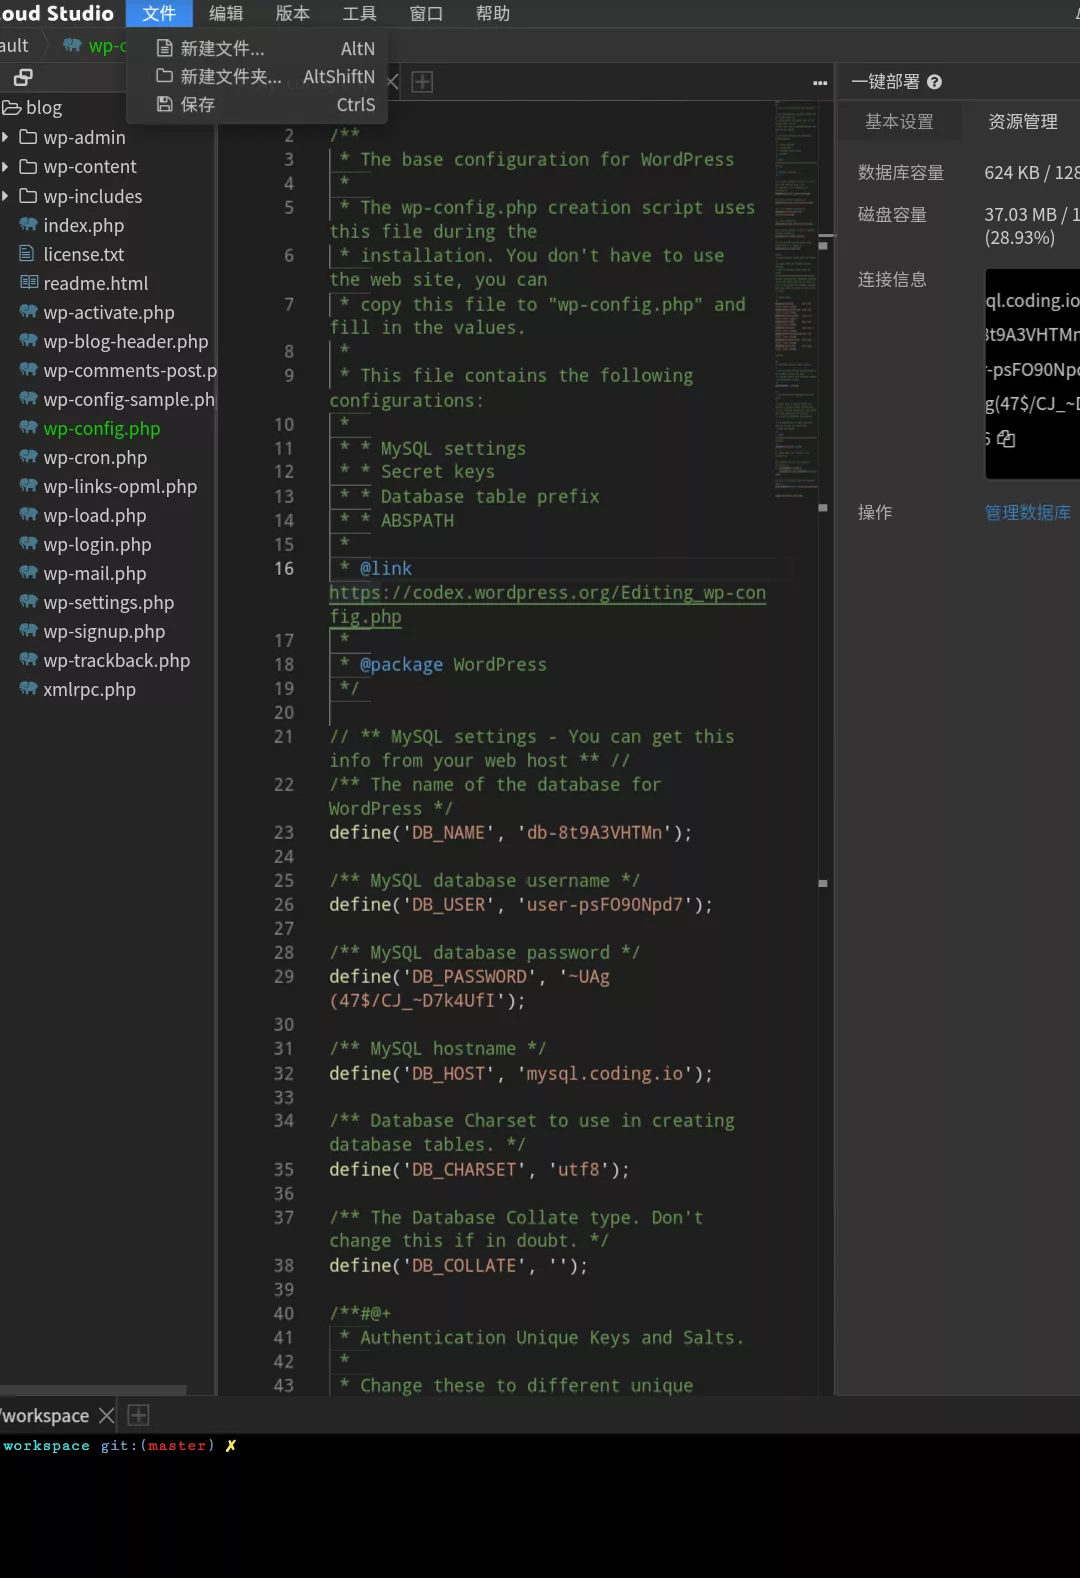 oud Studio 文件 编辑 版本 工具 窗口 帮助
ault wp-c
新建文件... AltN
新建文件夹... AltShiftN
保存 CtrlS
blog
wp-admin
wp-content
wp-includes
index.php
license.txt
readme.html
wp-activate.php
wp-blog-header.php
wp-comments-post.p
wp-config-sample.ph
wp-config.php
wp-cron.php
wp-links-opml.php
wp-load.php
wp-login.php
wp-mail.php
wp-settings.php
wp-signup.php
wp-trackback.php
xmlrpc.php
2 /**
3 * The base configuration for WordPress
4 *
5 * The wp-config.php creation script uses
this file during the
6 * installation. You don't have to use
the web site, you can
7 * copy this file to "wp-config.php" and
fill in the values.
8 *
9 * This file contains the following
configurations:
10 *
11 * * MySQL settings
12 * * Secret keys
13 * * Database table prefix
14 * * ABSPATH
15 *
16 * @link
https://codex.wordpress.org/Editing_wp-con
fig.php
17 *
18 * @package WordPress
19 */
20
21 // ** MySQL settings - You can get this
info from your web host ** //
22 /** The name of the database for
WordPress */
23 define('DB_NAME', 'db-8t9A3VHTMn');
24
25 /** MySQL database username */
26 define('DB_USER', 'user-psFO90Npd7');
27
28 /** MySQL database password */
29 define('DB_PASSWORD', '~UAg
(47$/CJ_~D7k4UfI');
30
31 /** MySQL hostname */
32 define('DB_HOST', 'mysql.coding.io');
33
34 /** Database Charset to use in creating
database tables. */
35 define('DB_CHARSET', 'utf8');
36
37 /** The Database Collate type. Don't
change this if in doubt. */
38 define('DB_COLLATE', '');
39
40 /**#@+
41 * Authentication Unique Keys and Salts.
42 *
43 * Change these to different unique
一键部署
基本设置 资源管理
数据库容量 624 KB / 128
磁盘容量 37.03 MB / 1
(28.93%)
连接信息
ql.coding.io
8t9A3VHTMn
r-psFO90Npd
g(47$/CJ_~D
6
操作 管理数据库
/workspace
workspace git:(master) ✗